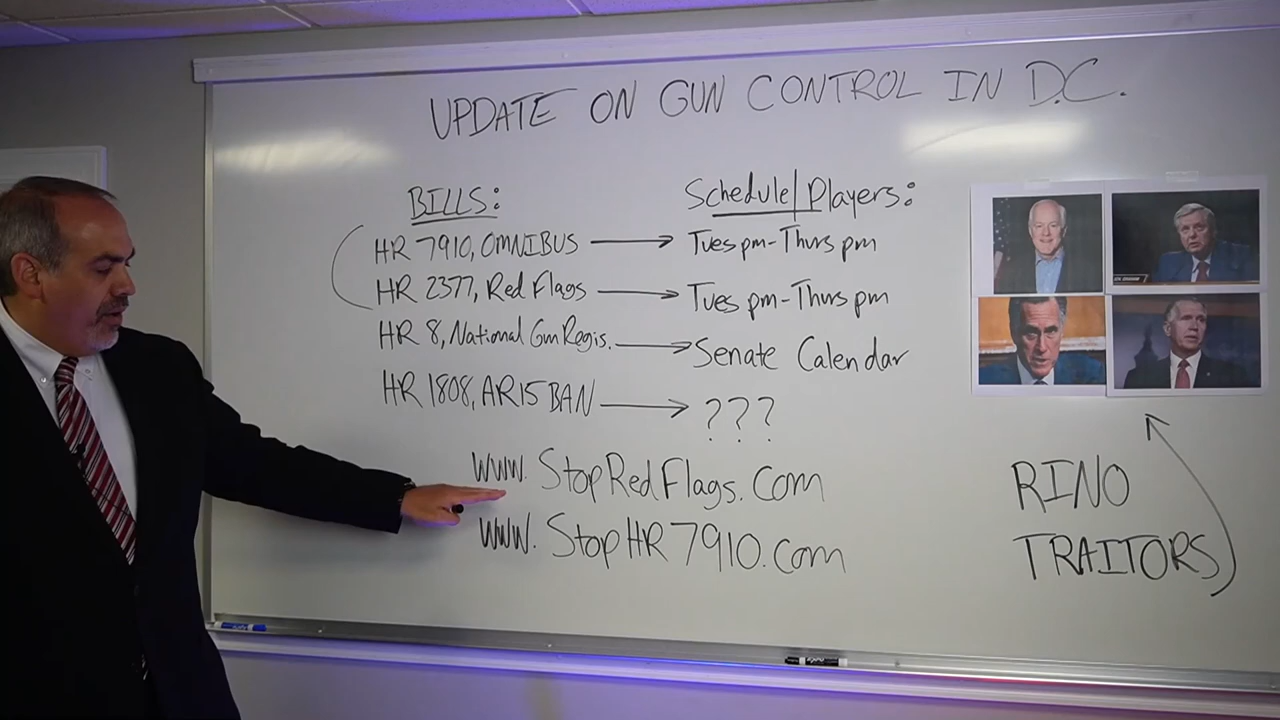 UPDATE ON GUN CONTROL IN D.C.
BILLS:
Schedule/Players:
HR 7910, OMNIBUS → Tues pm-Thurs pm
HR 2377, Red Flags → Tues pm-Thurs pm
HR 8, National Gun Regis. → Senate Calendar
HR 1808, AR15 BAN → ???
www.StopRedFlags.com
www.StopHR7910.com
RINO
TRAITORS